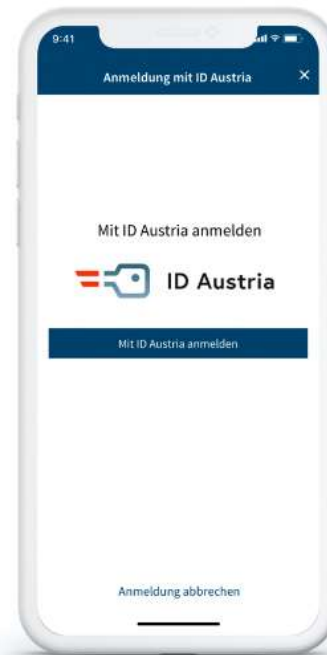 9:41
Anmeldung mit ID Austria ×
Mit ID Austria anmelden
ID Austria
Mit ID Austria anmelden
Anmeldung abbrechen